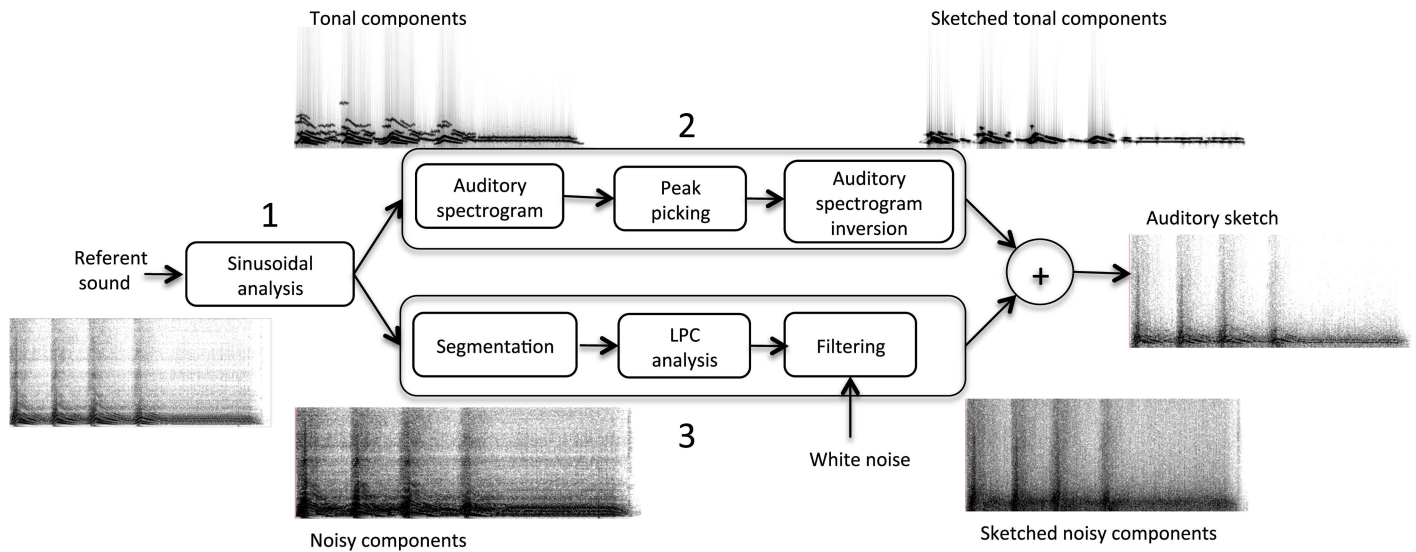 Tonal components
Sketched tonal components
2
Auditory
spectrogram
Peak
picking
Auditory
spectrogram
inversion
1
Referent
sound
Sinusoidal
analysis
+
Auditory sketch
Segmentation
LPC
analysis
Filtering
3
White noise
Noisy components
Sketched noisy components